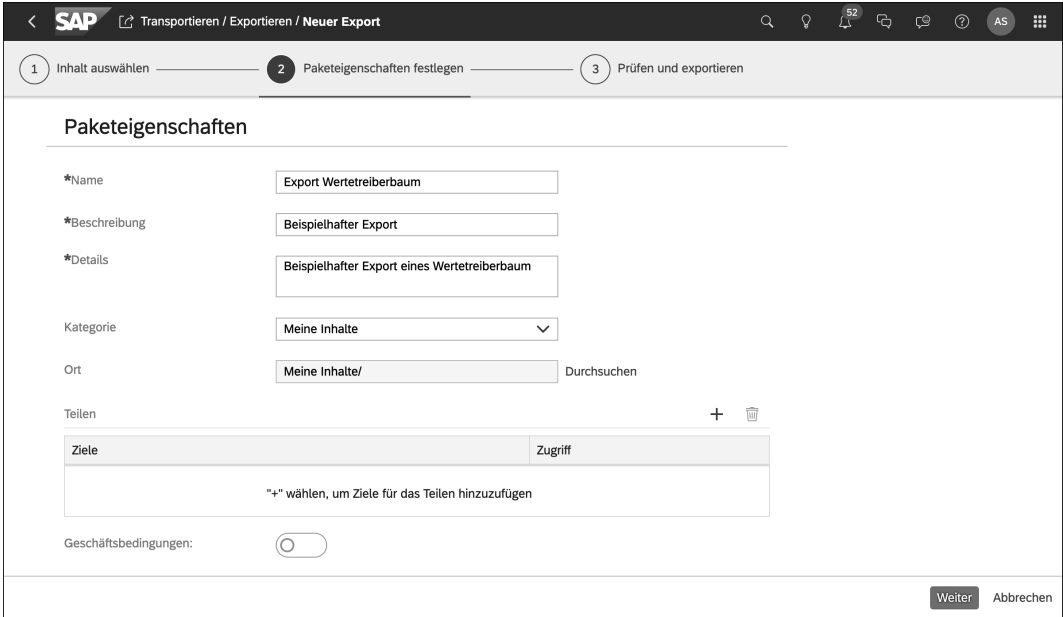 SAP Transportieren / Exportieren / Neuer Export 52 AS
1 Inhalt auswählen 2 Paketeigenschaften festlegen 3 Prüfen und exportieren
Paketeigenschaften
*Name Export Wertetreiberbaum
*Beschreibung Beispielhafter Export
*Details Beispielhafter Export eines Wertetreiberbaum
Kategorie Meine Inhalte
Ort Meine Inhalte/ Durchsuchen
Teilen
Ziele Zugriff
"+" wählen, um Ziele für das Teilen hinzuzufügen
Geschäftsbedingungen:
Weiter Abbrechen